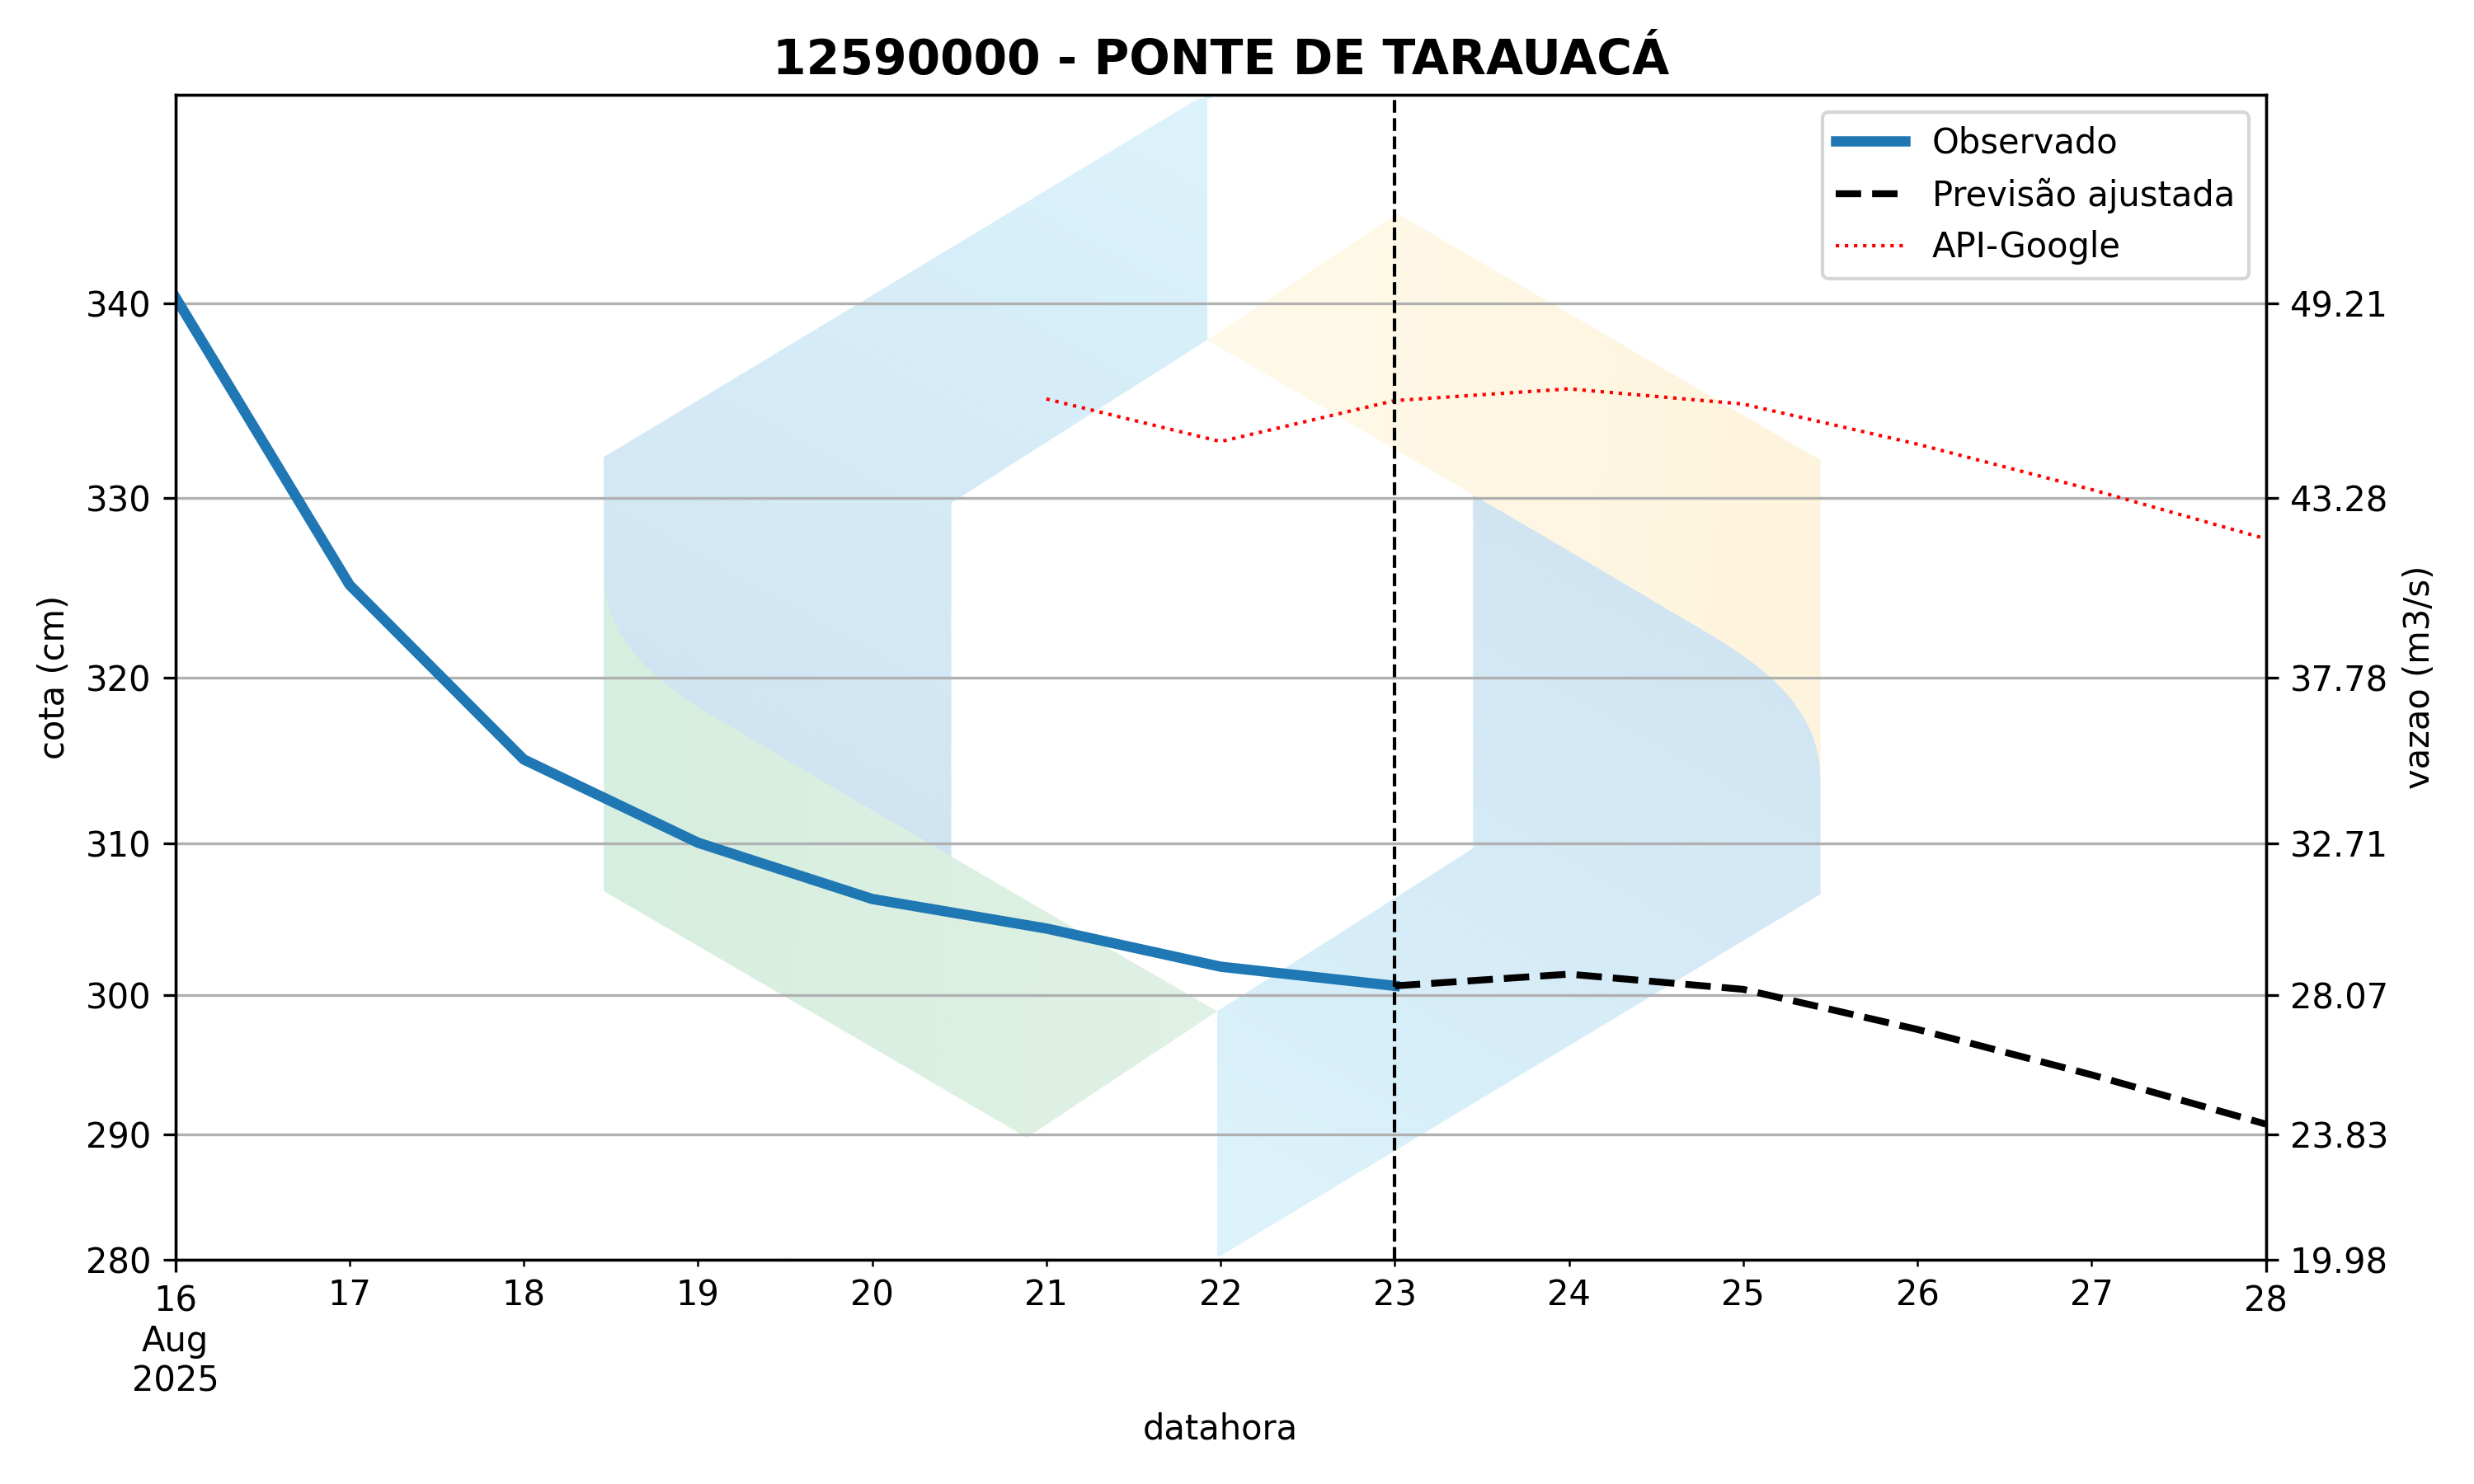 12590000 - PONTE DE TARAUACÁ
Observado
Previsão ajustada
API-Google
340
330
320
310
300
290
280
cota (cm)
49.21
43.28
37.78
32.71
28.07
23.83
19.98
vazao (m3/s)
16 17 18 19 20 21 22 23 24 25 26 27 28
Aug
2025
datahora